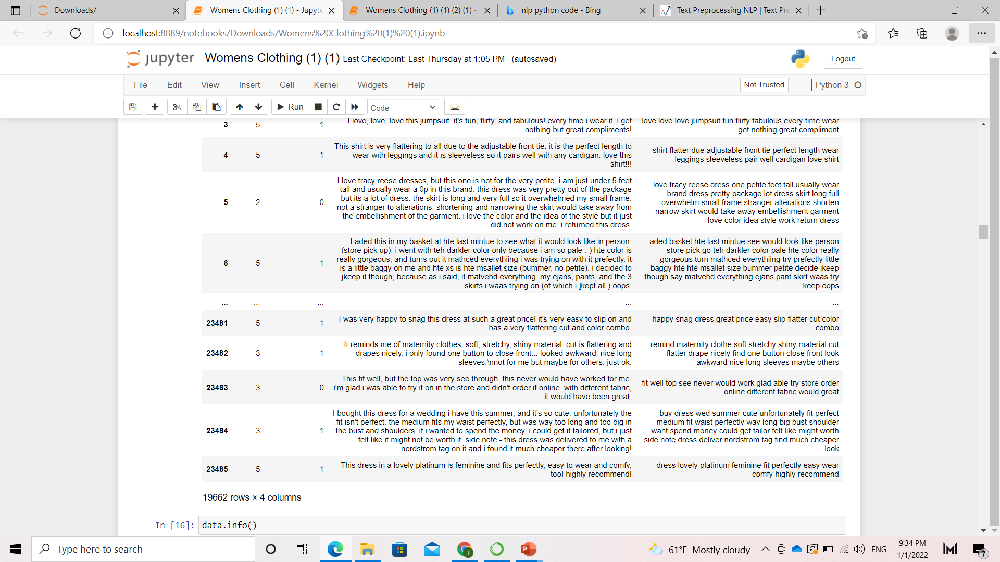 Downloads/
Womens Clothing (1) (1) - Jupyte
Womens Clothing (1) (1) (2) (1) -
nlp python code - Bing
Text Preprocessing NLP | Text Pre
localhost:8889/notebooks/Downloads/Womens%20Clothing%20(1)%20(1).ipynb
jupyter Womens Clothing (1) (1) Last Checkpoint: Last Thursday at 1:05 PM (autosaved)
Logout
File Edit View Insert Cell Kernel Widgets Help
Not Trusted
Python 3
Run
Code
3 5 1
I love, love, love this jumpsuit. it's fun, flirty, and fabulous! every time i wear it, i get
nothing but great compliments!
love love love jumpsuit fun flirty fabulous every time wear
get nothing great compliment
4 5 1
This shirt is very flattering to all due to the adjustable front tie. it is the perfect length to
wear with leggings and it is sleeveless so it pairs well with any cardigan. love this
shirt!!!
shirt flatter due adjustable front tie perfect length wear
leggings sleeveless pair well cardigan love shirt
5 2 0
I love tracy reese dresses, but this one is not for the very petite. i am just under 5 feet
tall and usually wear a 0p in this brand. this dress was very pretty out of the package
but its a lot of dress. the skirt is long and very full so it overwhelmed my small frame.
not a stranger to alterations, shortening and narrowing the skirt would take away from
the embellishment of the garment. i love the color and the idea of the style but it just
did not work on me. i returned this dress.
love tracy reese dress one petite feet tall usually wear
brand dress pretty package lot dress skirt long full
overwhelm small frame stranger alterations shorten
narrow skirt would take away embellishment garment
love color idea style work return dress
6 5 1
I aded this in my basket at hte last mintue to see what it would look like in person.
(store pick up). i went with teh darkler color only because i am so pale :-) hte color is
really gorgeous, and turns out it mathced everythiing i was trying on with it prefectly. it
is a little baggy on me and hte xs is hte msallet size (bummer, no petite). i decided to
jkeep it though, because as i said, it matvehd everything. my ejans, pants, and the 3
skirts i waas trying on (of which i ]kept all ) oops.
aded basket hte last mintue see would look like person
store pick go teh darkler color pale hte color really
gorgeous turn mathced everythiing try prefectly little
baggy hte hte msallet size bummer petite decide jkeep
though say matvehd everything ejans pant skirt waas try
keep oops
... ... ... ... ...
23481 5 1
I was very happy to snag this dress at such a great price! it's very easy to slip on and
has a very flattering cut and color combo.
happy snag dress great price easy slip flatter cut color
combo
23482 3 1
It reminds me of maternity clothes. soft, stretchy, shiny material. cut is flattering and
drapes nicely. i only found one button to close front... looked awkward. nice long
sleeves.\nnot for me but maybe for others. just ok.
remind maternity clothe soft stretchy shiny material cut
flatter drape nicely find one button close front look
awkward nice long sleeves maybe others
23483 3 0
This fit well, but the top was very see through. this never would have worked for me.
i'm glad i was able to try it on in the store and didn't order it online. with different fabric,
it would have been great.
fit well top see never would work glad able try store order
online different fabric would great
23484 3 1
I bought this dress for a wedding i have this summer, and it's so cute. unfortunately the
fit isn't perfect. the medium fits my waist perfectly, but was way too long and too big in
the bust and shoulders. if i wanted to spend the money, i could get it tailored, but i just
felt like it might not be worth it. side note - this dress was delivered to me with a
nordstrom tag on it and i found it much cheaper there after looking!
buy dress wed summer cute unfortunately fit perfect
medium fit waist perfectly way long big bust shoulder
want spend money could get tailor felt like might worth
side note dress deliver nordstrom tag find much cheaper
look
23485 5 1
This dress in a lovely platinum is feminine and fits perfectly, easy to wear and comfy,
too! highly recommend!
dress lovely platinum feminine fit perfectly easy wear
comfy highly recommend
19662 rows × 4 columns
In [16]: data.info()
Type here to search
61°F Mostly cloudy
ENG
9:34 PM
1/1/2022
7